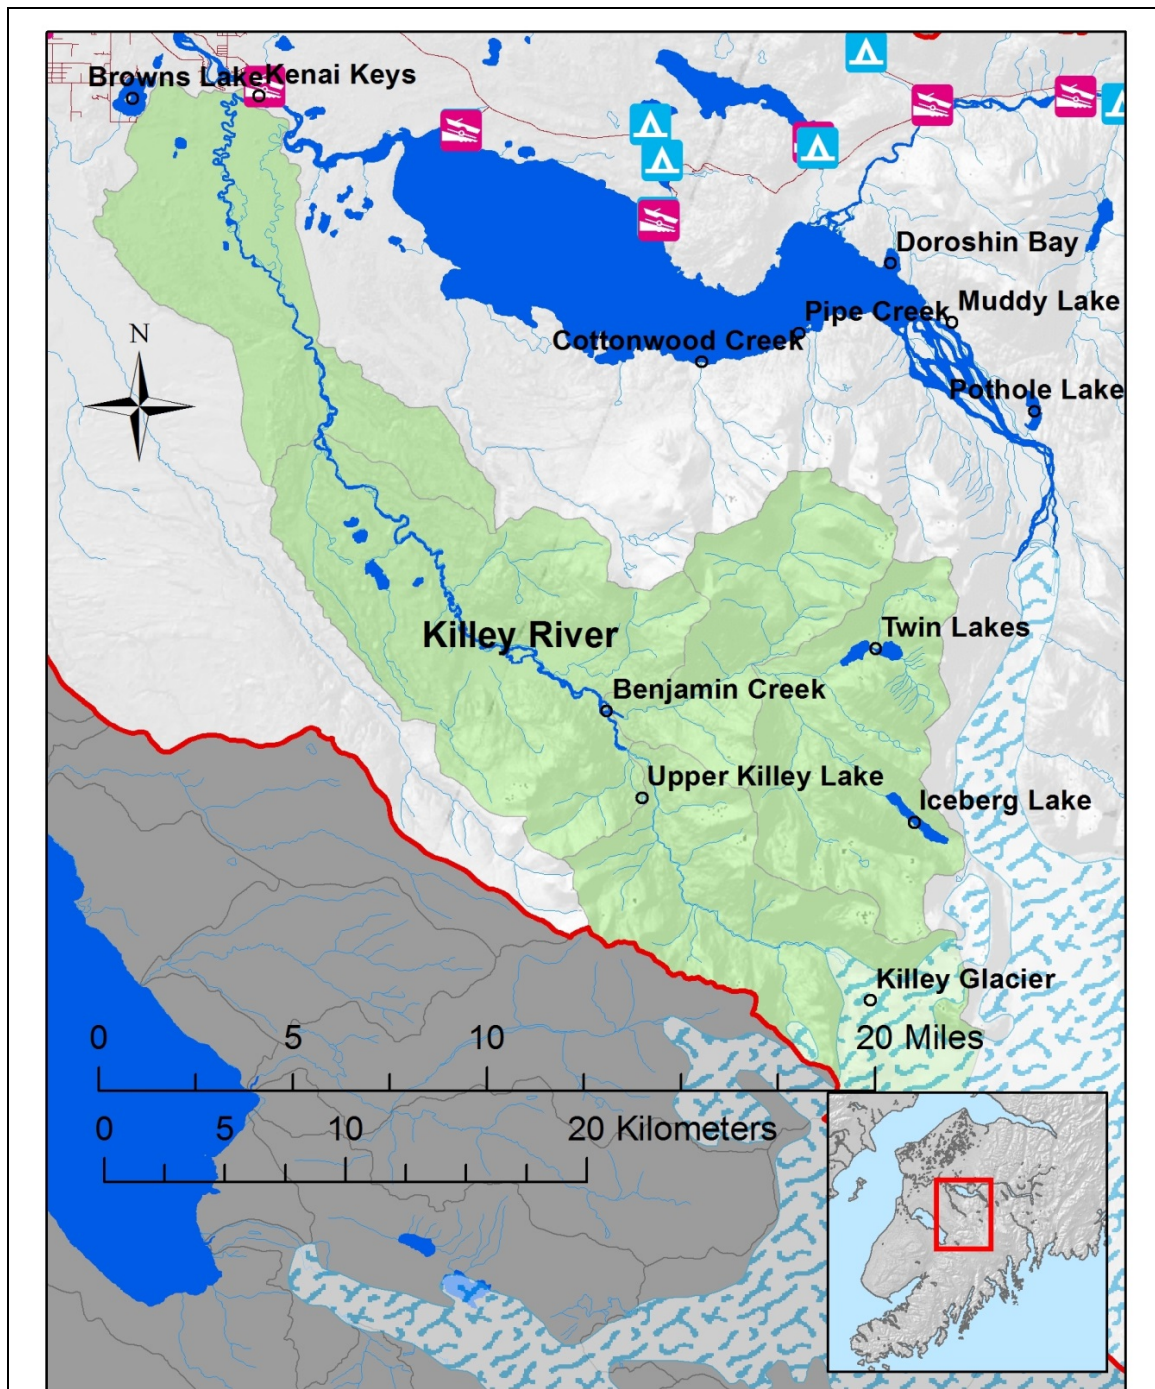 Browns Lake
Kenai Keys
Doroshin Bay
Muddy Lake
Pipe Creek
Cottonwood Creek
N
Pothole Lake
Killey River
Twin Lakes
Benjamin Creek
Upper Killey Lake
Iceberg Lake
Killey Glacier
0 5 10 20 Miles
0 5 10 20 Kilometers